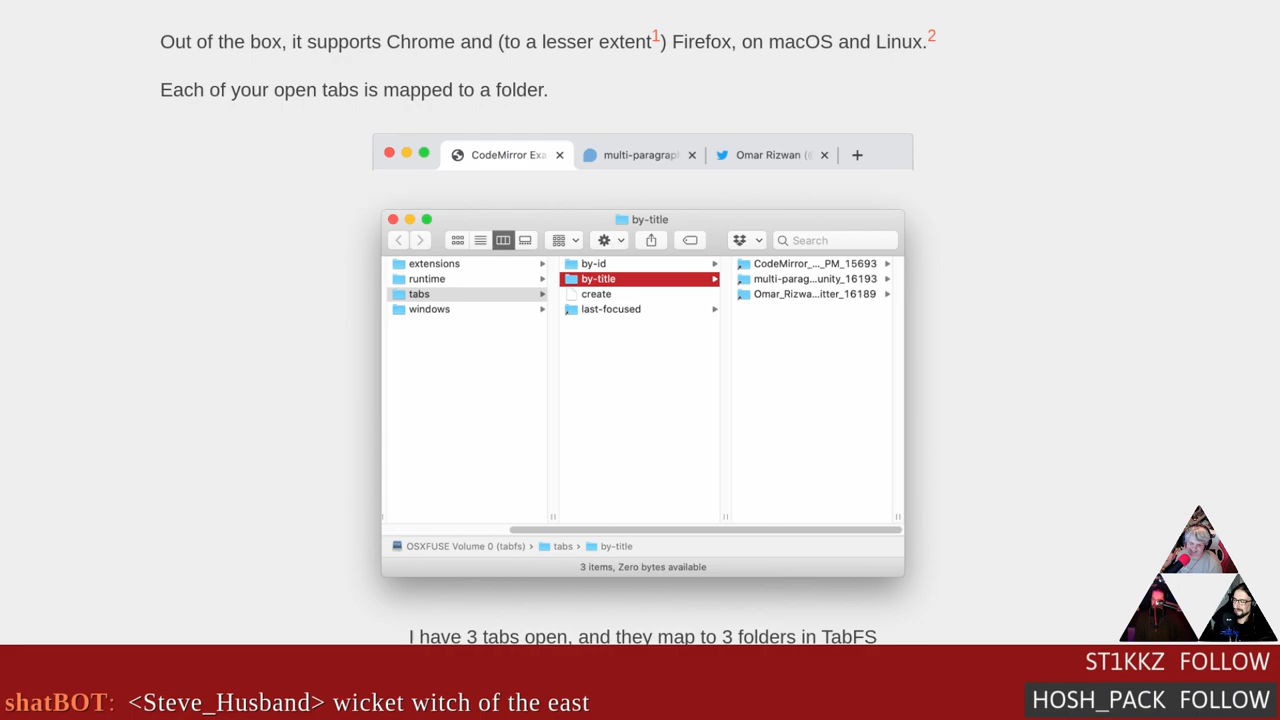 Out of the box, it supports Chrome and (to a lesser extent1) Firefox, on macOS and Linux.2
Each of your open tabs is mapped to a folder.
CodeMirror Exa
multi-paragraph
Omar Rizwan (
by-title
Search
extensions
runtime
tabs
windows
by-id
by-title
create
last-focused
CodeMirror_..._PM_15693
multi-parag...unity_16193
Omar_Rizwa...itter_16189
OSXFUSE Volume 0 (tabfs) › tabs › by-title
3 items, Zero bytes available
I have 3 tabs open, and they map to 3 folders in TabFS
ST1KKZ FOLLOW
shatBOT: <Steve_Husband> wicket witch of the east
HOSH_PACK FOLLOW